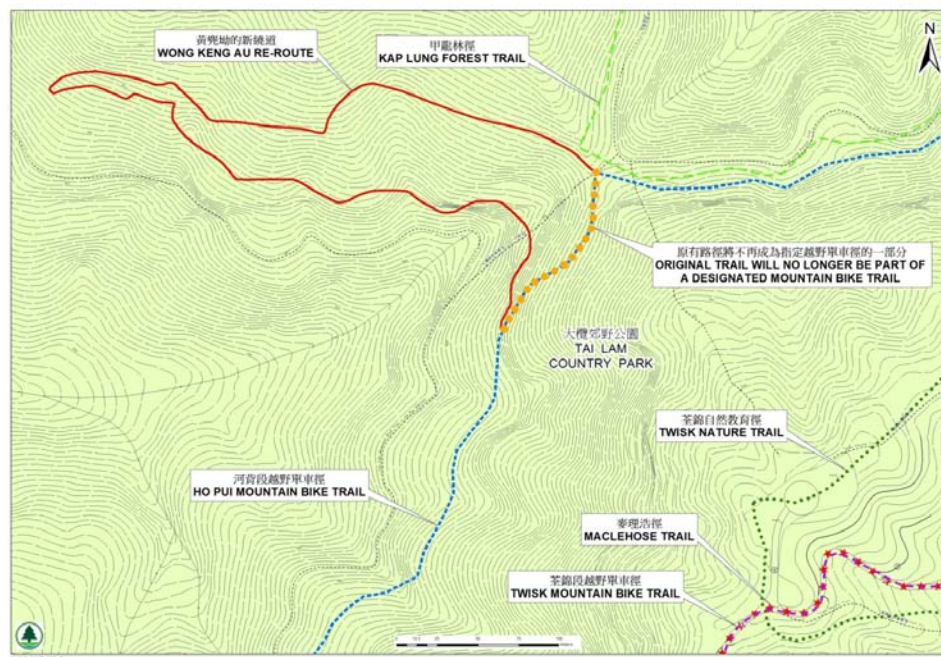 黃甕坳的新繞道
WONG KENG AU RE-ROUTE
甲龍林徑
KAP LUNG FOREST TRAIL
N
原有路徑將不再成為指定越野單車徑的一部分
ORIGINAL TRAIL WILL NO LONGER BE PART OF
A DESIGNATED MOUNTAIN BIKE TRAIL
大欖郊野公園
TAI LAM
COUNTRY PARK
荃錦自然教育徑
TWISK NATURE TRAIL
河背段越野單車徑
HO PUI MOUNTAIN BIKE TRAIL
麥理浩徑
MACLEHOSE TRAIL
荃錦段越野單車徑
TWISK MOUNTAIN BIKE TRAIL